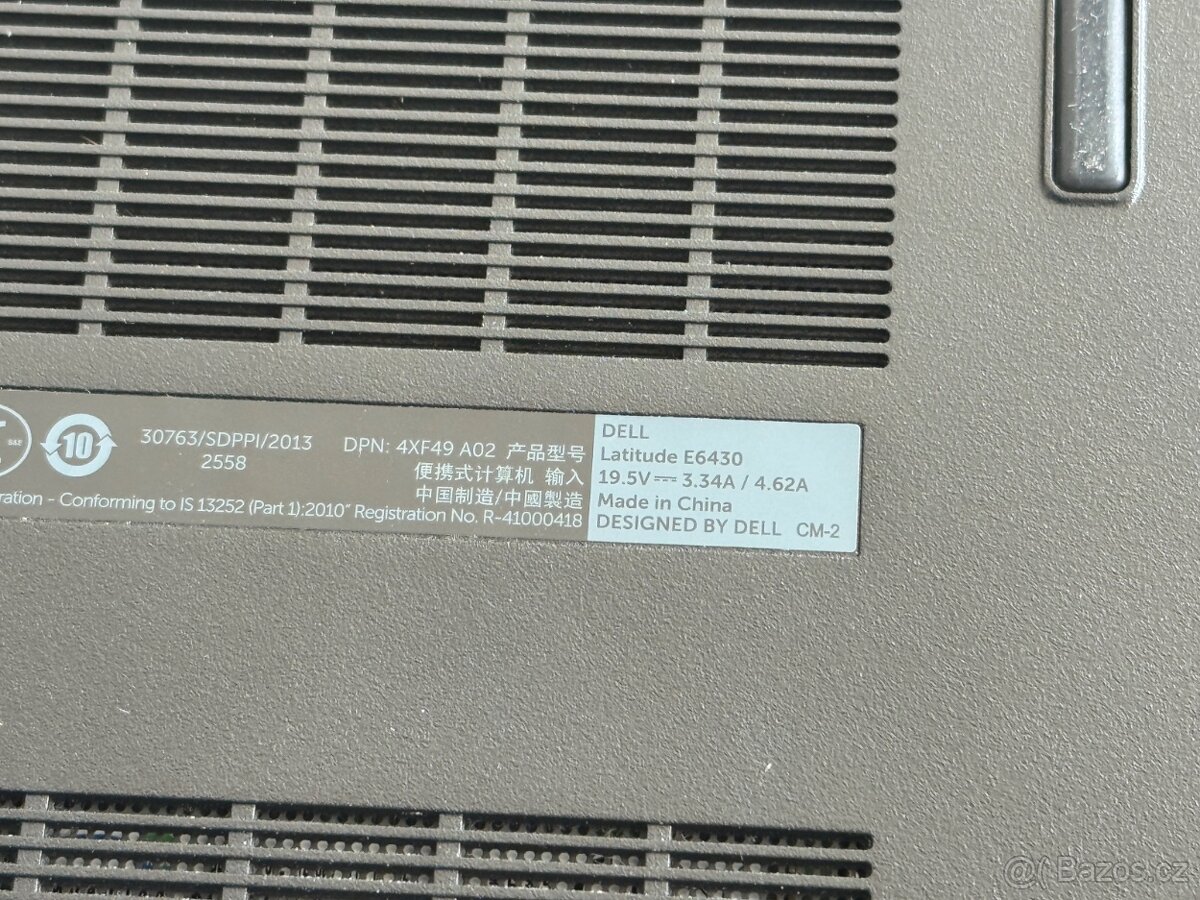 30763/SDPPI/2013
2558
10
DPN: 4XF49 A02 产品型号
便携式计算机 输入
中国制造/中國製造
ration - Conforming to IS 13252 (Part 1):2010" Registration No. R-41000418
DELL
Latitude E6430
19.5V⎓ 3.34A / 4.62A
Made in China
DESIGNED BY DELL CM-2
Bazos.cz